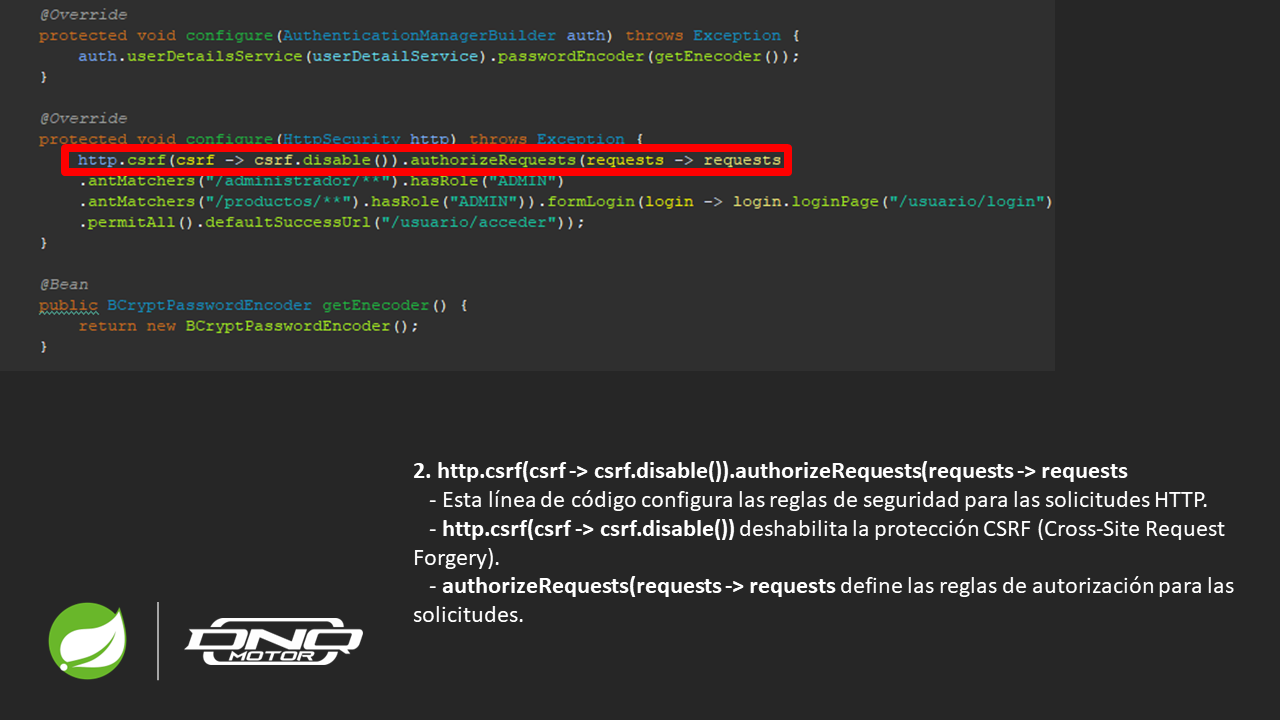 @Override
protected void configure(AuthenticationManagerBuilder auth) throws Exception {
auth.userDetailsService(userDetailService).passwordEncoder(getEnecoder());
}
@Override
protected void configure(HttpSecurity http) throws Exception {
http.csrf(csrf -> csrf.disable()).authorizeRequests(requests -> requests
.antMatchers("/administrador/**").hasRole("ADMIN")
.antMatchers("/productos/**").hasRole("ADMIN")).formLogin(login -> login.loginPage("/usuario/login")
.permitAll().defaultSuccessUrl("/usuario/acceder"));
}
@Bean
public BCryptPasswordEncoder getEnecoder() {
return new BCryptPasswordEncoder();
}
2. http.csrf(csrf -> csrf.disable()).authorizeRequests(requests -> requests
- Esta línea de código configura las reglas de seguridad para las solicitudes HTTP.
- http.csrf(csrf -> csrf.disable()) deshabilita la protección CSRF (Cross-Site Request
Forgery).
- authorizeRequests(requests -> requests define las reglas de autorización para las
solicitudes.
DNQ
MOTOR